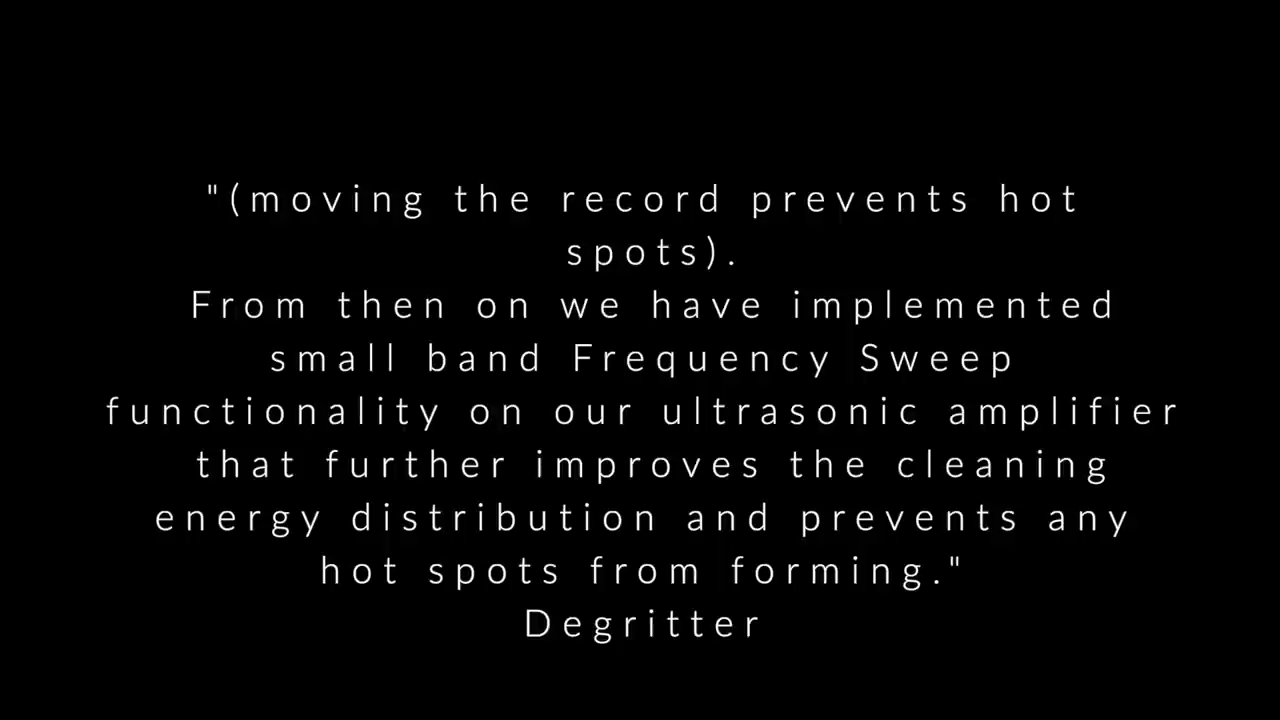 "(moving the record prevents hot
spots).
From then on we have implemented
small band Frequency Sweep
functionality on our ultrasonic amplifier
that further improves the cleaning
energy distribution and prevents any
hot spots from forming."
Degritter